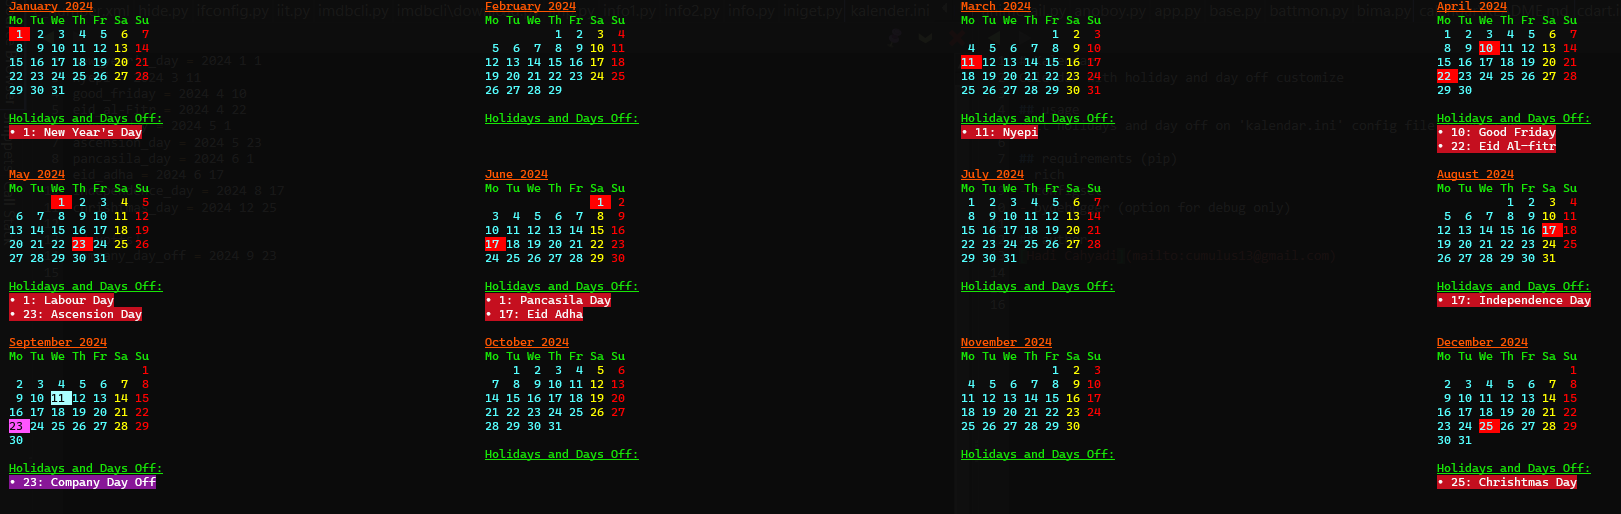 January 2024
Mo Tu We Th Fr Sa Su
1 2 3 4 5 6 7
8 9 10 11 12 13 14
15 16 17 18 19 20 21
22 23 24 25 26 27 28
29 30 31
Holidays and Days Off:
• 1: New Year's Day
February 2024
Mo Tu We Th Fr Sa Su
1 2 3 4
5 6 7 8 9 10 11
12 13 14 15 16 17 18
19 20 21 22 23 24 25
26 27 28 29
Holidays and Days Off:
March 2024
Mo Tu We Th Fr Sa Su
1 2 3
4 5 6 7 8 9 10
11 12 13 14 15 16 17
18 19 20 21 22 23 24
25 26 27 28 29 30 31
Holidays and Days Off:
• 11: Nyepi
April 2024
Mo Tu We Th Fr Sa Su
1 2 3 4 5 6 7
8 9 10 11 12 13 14
15 16 17 18 19 20 21
22 23 24 25 26 27 28
29 30
Holidays and Days Off:
• 10: Good Friday
• 22: Eid Al-fitr
May 2024
Mo Tu We Th Fr Sa Su
1 2 3 4 5
6 7 8 9 10 11 12
13 14 15 16 17 18 19
20 21 22 23 24 25 26
27 28 29 30 31
Holidays and Days Off:
• 1: Labour Day
• 23: Ascension Day
June 2024
Mo Tu We Th Fr Sa Su
1 2
3 4 5 6 7 8 9
10 11 12 13 14 15 16
17 18 19 20 21 22 23
24 25 26 27 28 29 30
Holidays and Days Off:
• 1: Pancasila Day
• 17: Eid Adha
July 2024
Mo Tu We Th Fr Sa Su
1 2 3 4 5 6 7
8 9 10 11 12 13 14
15 16 17 18 19 20 21
22 23 24 25 26 27 28
29 30 31
Holidays and Days Off:
August 2024
Mo Tu We Th Fr Sa Su
1 2 3 4
5 6 7 8 9 10 11
12 13 14 15 16 17 18
19 20 21 22 23 24 25
26 27 28 29 30 31
Holidays and Days Off:
• 17: Independence Day
September 2024
Mo Tu We Th Fr Sa Su
1
2 3 4 5 6 7 8
9 10 11 12 13 14 15
16 17 18 19 20 21 22
23 24 25 26 27 28 29
30
Holidays and Days Off:
• 23: Company Day Off
October 2024
Mo Tu We Th Fr Sa Su
1 2 3 4 5 6
7 8 9 10 11 12 13
14 15 16 17 18 19 20
21 22 23 24 25 26 27
28 29 30 31
Holidays and Days Off:
November 2024
Mo Tu We Th Fr Sa Su
1 2 3
4 5 6 7 8 9 10
11 12 13 14 15 16 17
18 19 20 21 22 23 24
25 26 27 28 29 30
Holidays and Days Off:
December 2024
Mo Tu We Th Fr Sa Su
1
2 3 4 5 6 7 8
9 10 11 12 13 14 15
16 17 18 19 20 21 22
23 24 25 26 27 28 29
30 31
Holidays and Days Off:
• 25: Chrishtmas Day